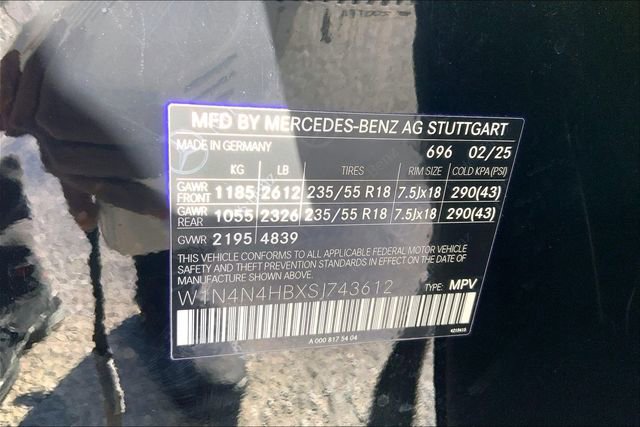 MFD BY MERCEDES-BENZ AG STUTTGART
MADE IN GERMANY 696 02/25
KG LB TIRES RIM SIZE COLD KPA(PSI)
GAWR FRONT 1185 2612 235/55 R18 7.5Jx18 290(43)
GAWR REAR 1055 2326 235/55 R18 7.5Jx18 290(43)
GVWR 2195 4839
THIS VEHICLE CONFORMS TO ALL APPLICABLE FEDERAL MOTOR VEHICLE
SAFETY AND THEFT PREVENTION STANDARDS IN EFFECT ON THE DATE OF
MANUFACTURE SHOWN ABOVE.
W1N4N4HBXSJ743612 TYPE: MPV
A 000 817 54 04